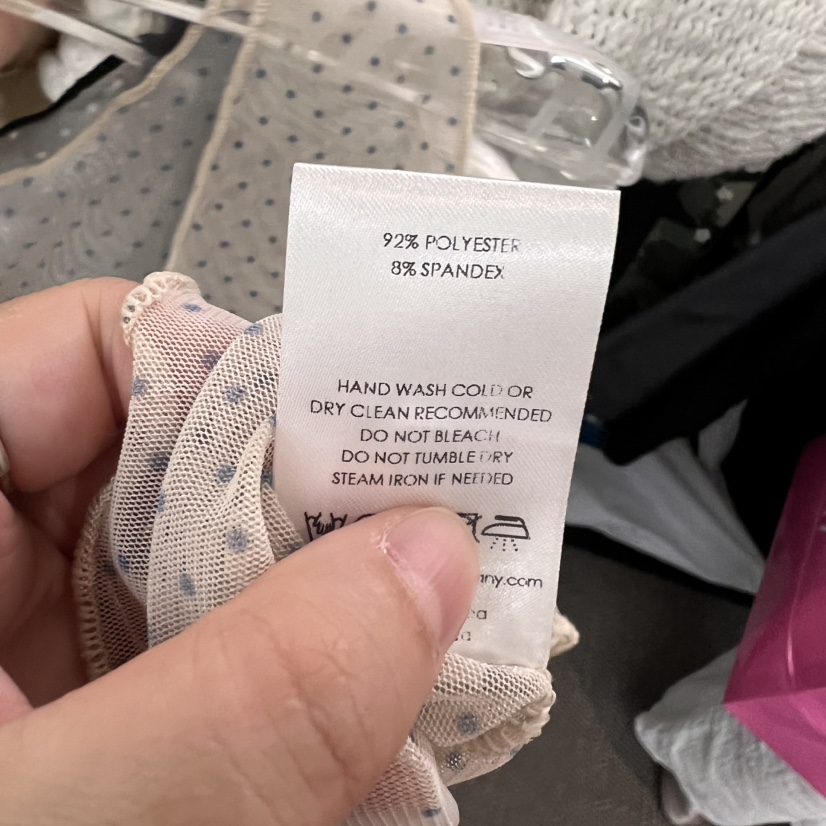 92% POLYESTER
8% SPANDEX
HAND WASH COLD OR
DRY CLEAN RECOMMENDED
DO NOT BLEACH
DO NOT TUMBLE DRY
STEAM IRON IF NEEDED